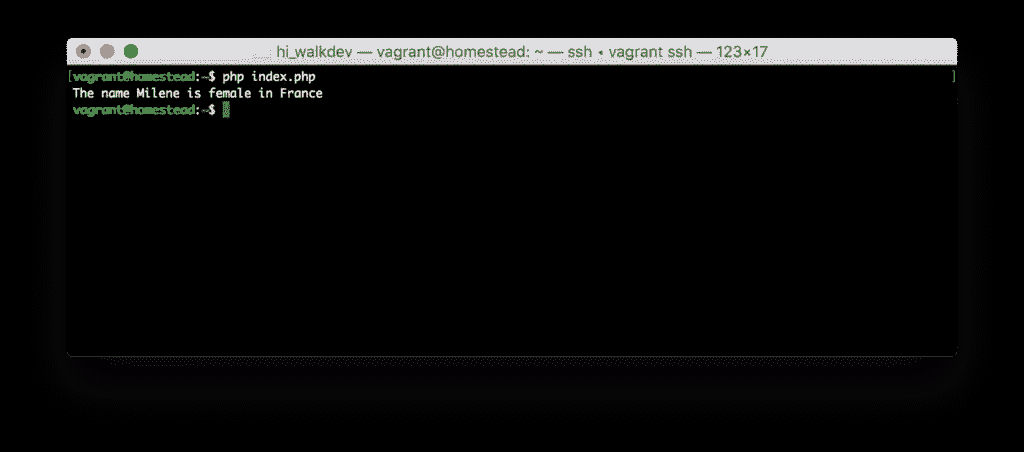 hi_walkdev — vagrant@homestead: ~ — ssh • vagrant ssh — 123×17
[vagrant@homestead:~$ php index.php ]
The name Milene is female in France
vagrant@homestead:~$